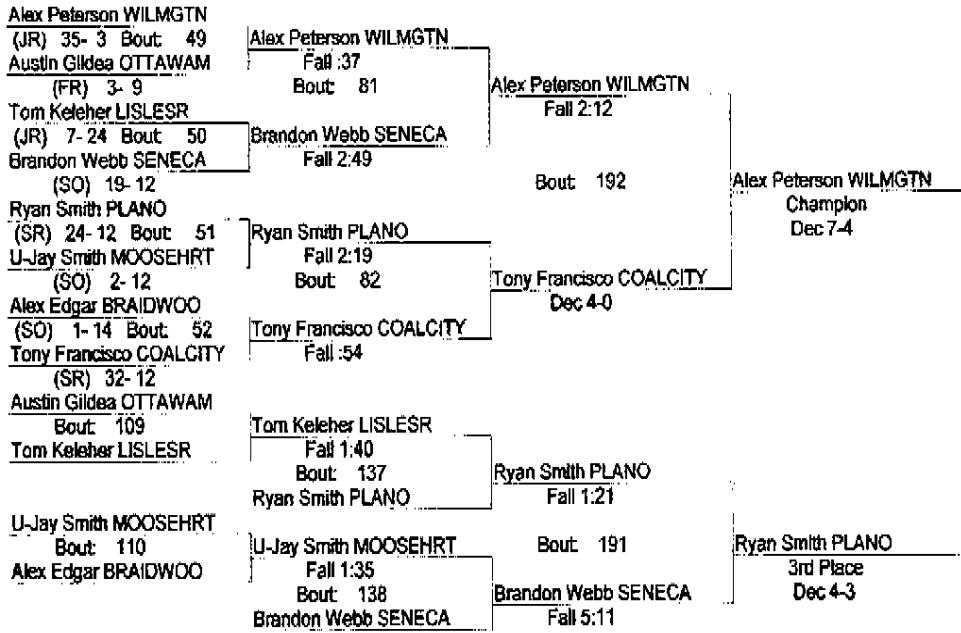 Alex Peterson WILMGTN
(JR) 35- 3 Bout: 49
Austin Gildea OTTAWAM
(FR) 3- 9
Tom Keleher LISLESR
(JR) 7- 24 Bout: 50
Brandon Webb SENECA
(SO) 19- 12
Ryan Smith PLANO
(SR) 24- 12 Bout: 51
U-Jay Smith MOOSEHRT
(SO) 2- 12
Alex Edgar BRAIDWOO
(SO) 1- 14 Bout: 52
Tony Francisco COALCITY
(SR) 32- 12
Austin Gildea OTTAWAM
Bout: 109
Tom Keleher LISLESR
U-Jay Smith MOOSEHRT
Bout: 110
Alex Edgar BRAIDWOO
Alex Peterson WILMGTN
Fall :37
Bout: 81
Brandon Webb SENECA
Fall 2:49
Ryan Smith PLANO
Fall 2:19
Bout: 82
Tony Francisco COALCITY
Fall :54
Tom Keleher LISLESR
Fall 1:40
Bout: 137
Ryan Smith PLANO
U-Jay Smith MOOSEHRT
Fall 1:35
Bout: 138
Brandon Webb SENECA
Alex Peterson WILMGTN
Fall 2:12
Bout: 192
Tony Francisco COALCITY
Dec 4-0
Ryan Smith PLANO
Fall 1:21
Bout: 191
Brandon Webb SENECA
Fall 5:11
Alex Peterson WILMGTN
Champion
Dec 7-4
Ryan Smith PLANO
3rd Place
Dec 4-3